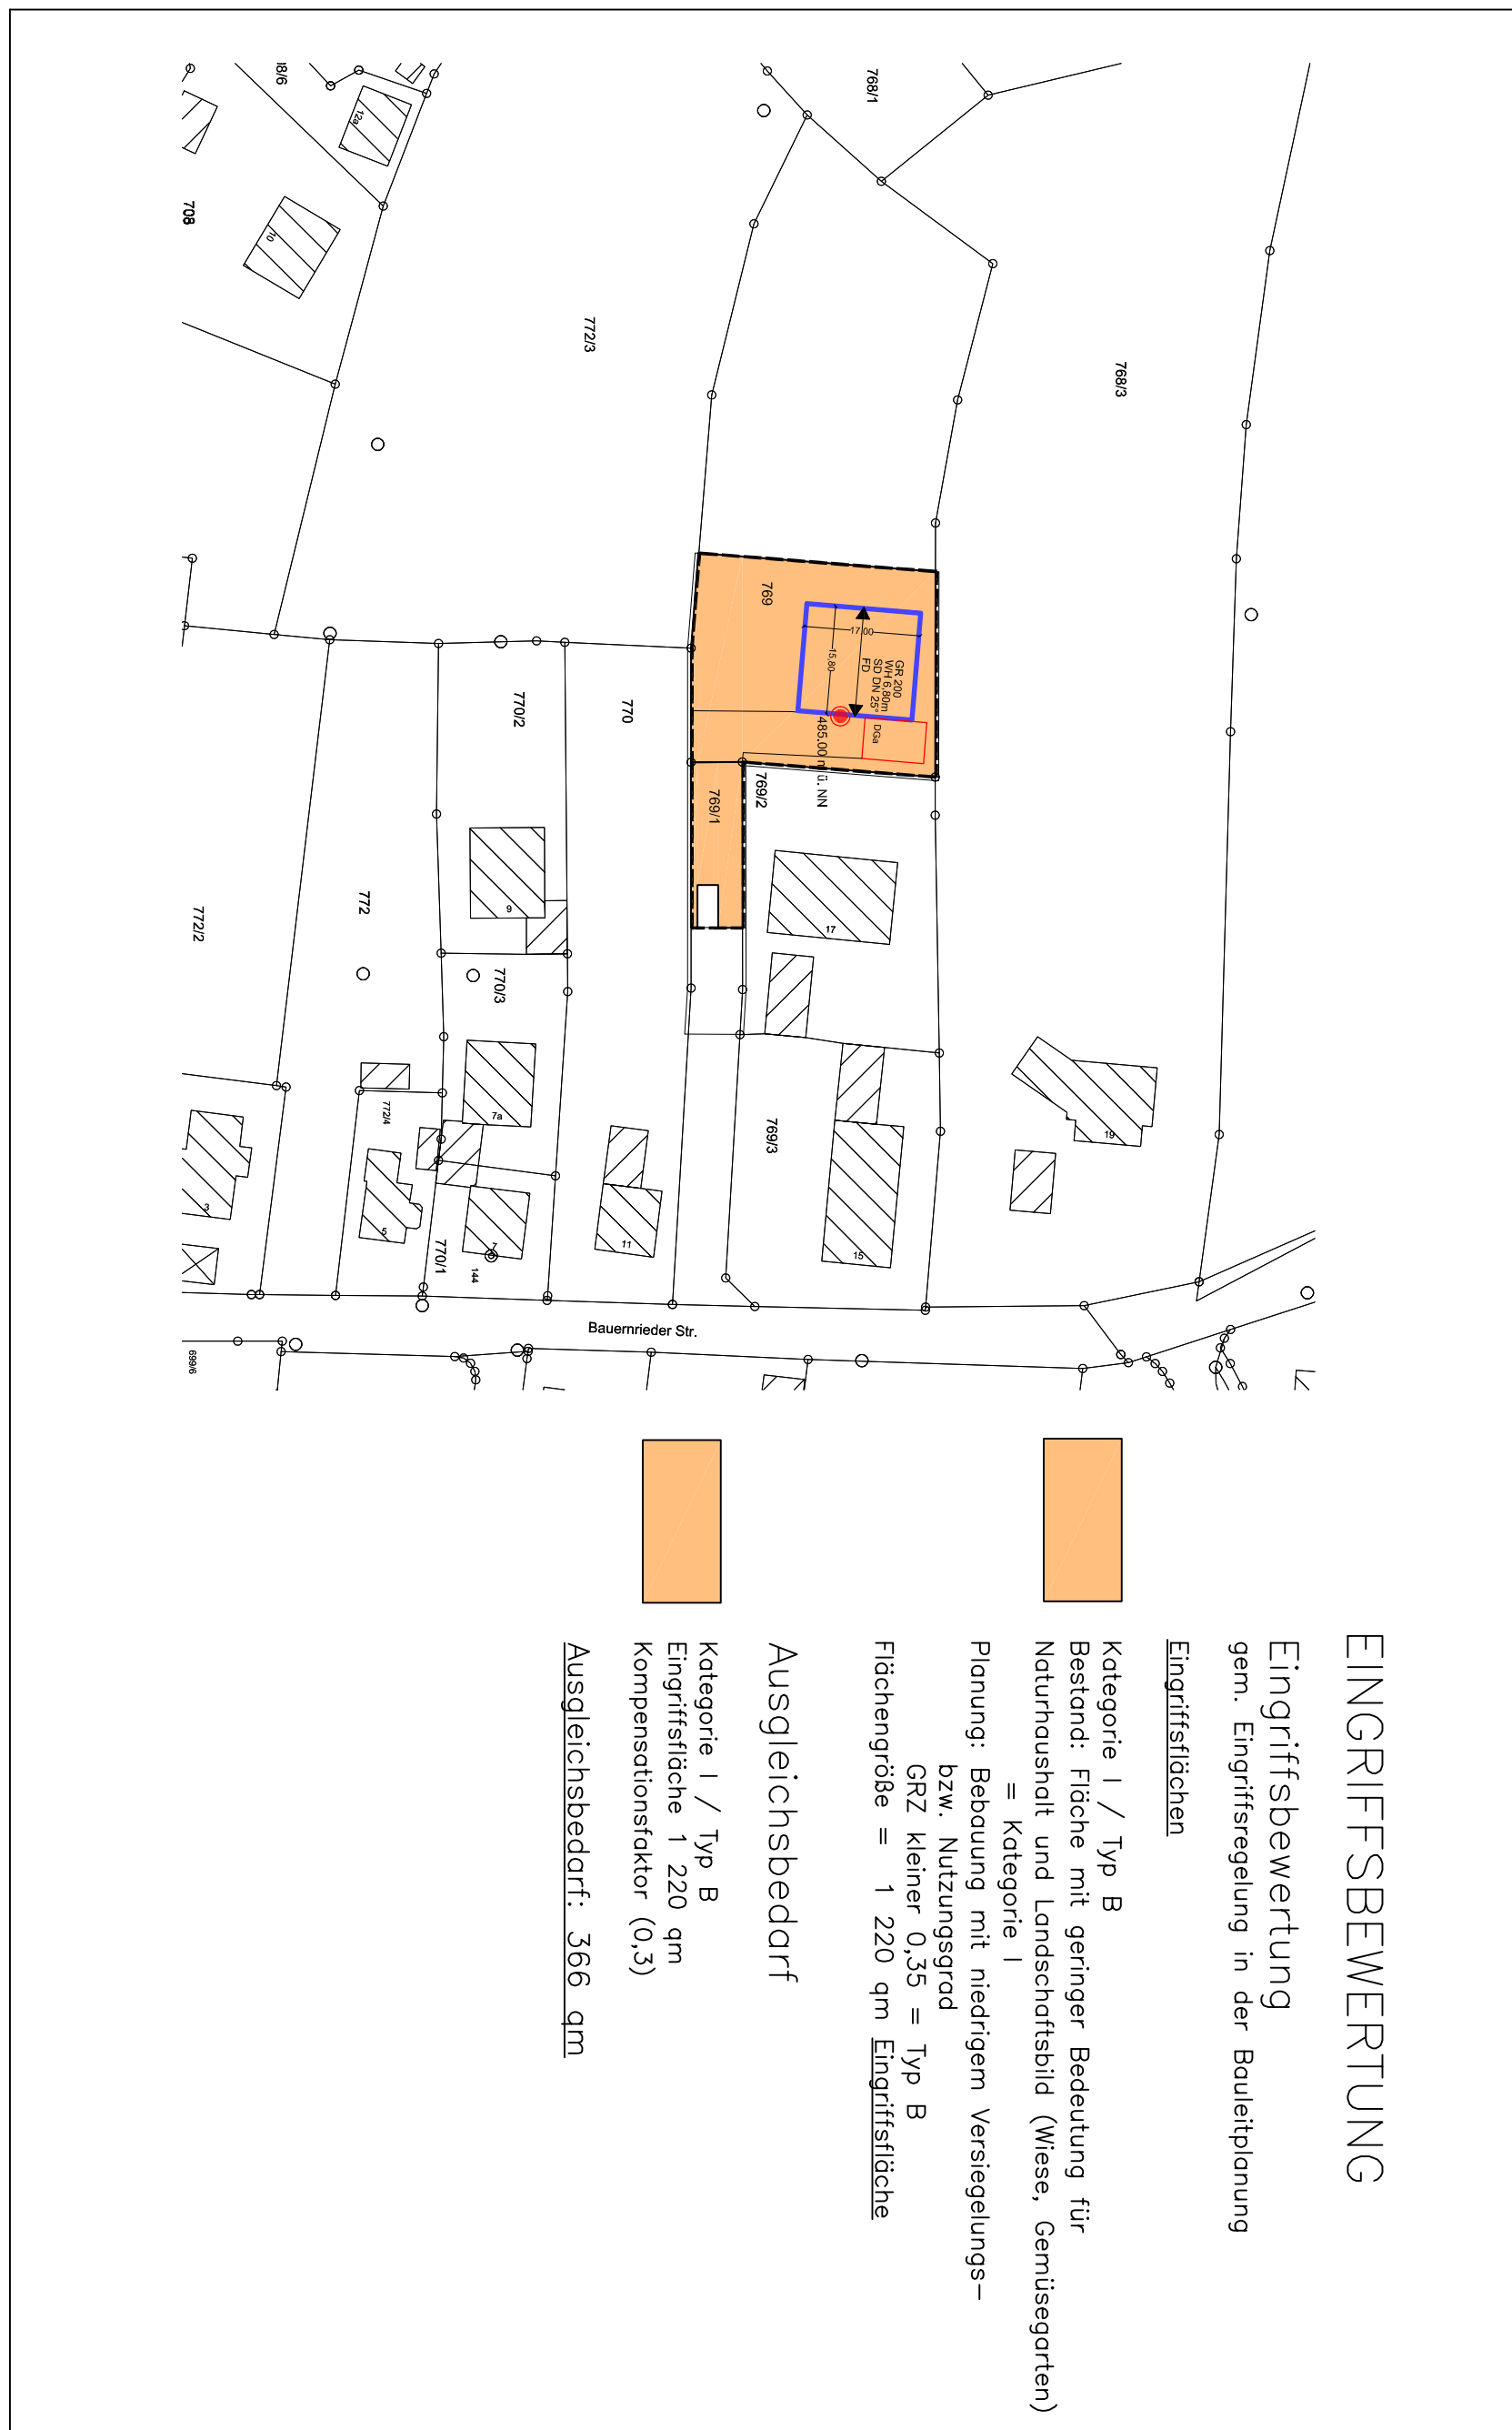 EINGRIFFSBEWERTUNG
Eingriffsbewertung
gem. Eingriffsregelung in der Bauleitplanung
Eingriffsflächen
Kategorie I / Typ B
Bestand: Fläche mit geringer Bedeutung für
Naturhaushalt und Landschaftsbild (Wiese, Gemüsegarten)
= Kategorie I
Planung: Bebauung mit niedrigem Versiegelungs-
bzw. Nutzungsgrad
GRZ kleiner 0,35 = Typ B
Flächengröße = 1 220 qm Eingriffsfläche
Ausgleichsbedarf
Kategorie I / Typ B
Eingriffsfläche 1 220 qm
Kompensationsfaktor (0,3)
Ausgleichsbedarf: 366 qm
768/3
768/1
19
GR 200
WH 6,80m
SD DN 25°
FD
17.00
15.80
DGa
485.00 m ü. NN
769
769/2
769/1
17
769/3
15
772/3
770
11
770/2
9
770/3
7a
7
144
770/1
772
772/4
5
3
772/2
12a
10
18/6
708
Bauernrieder Str.
699/6